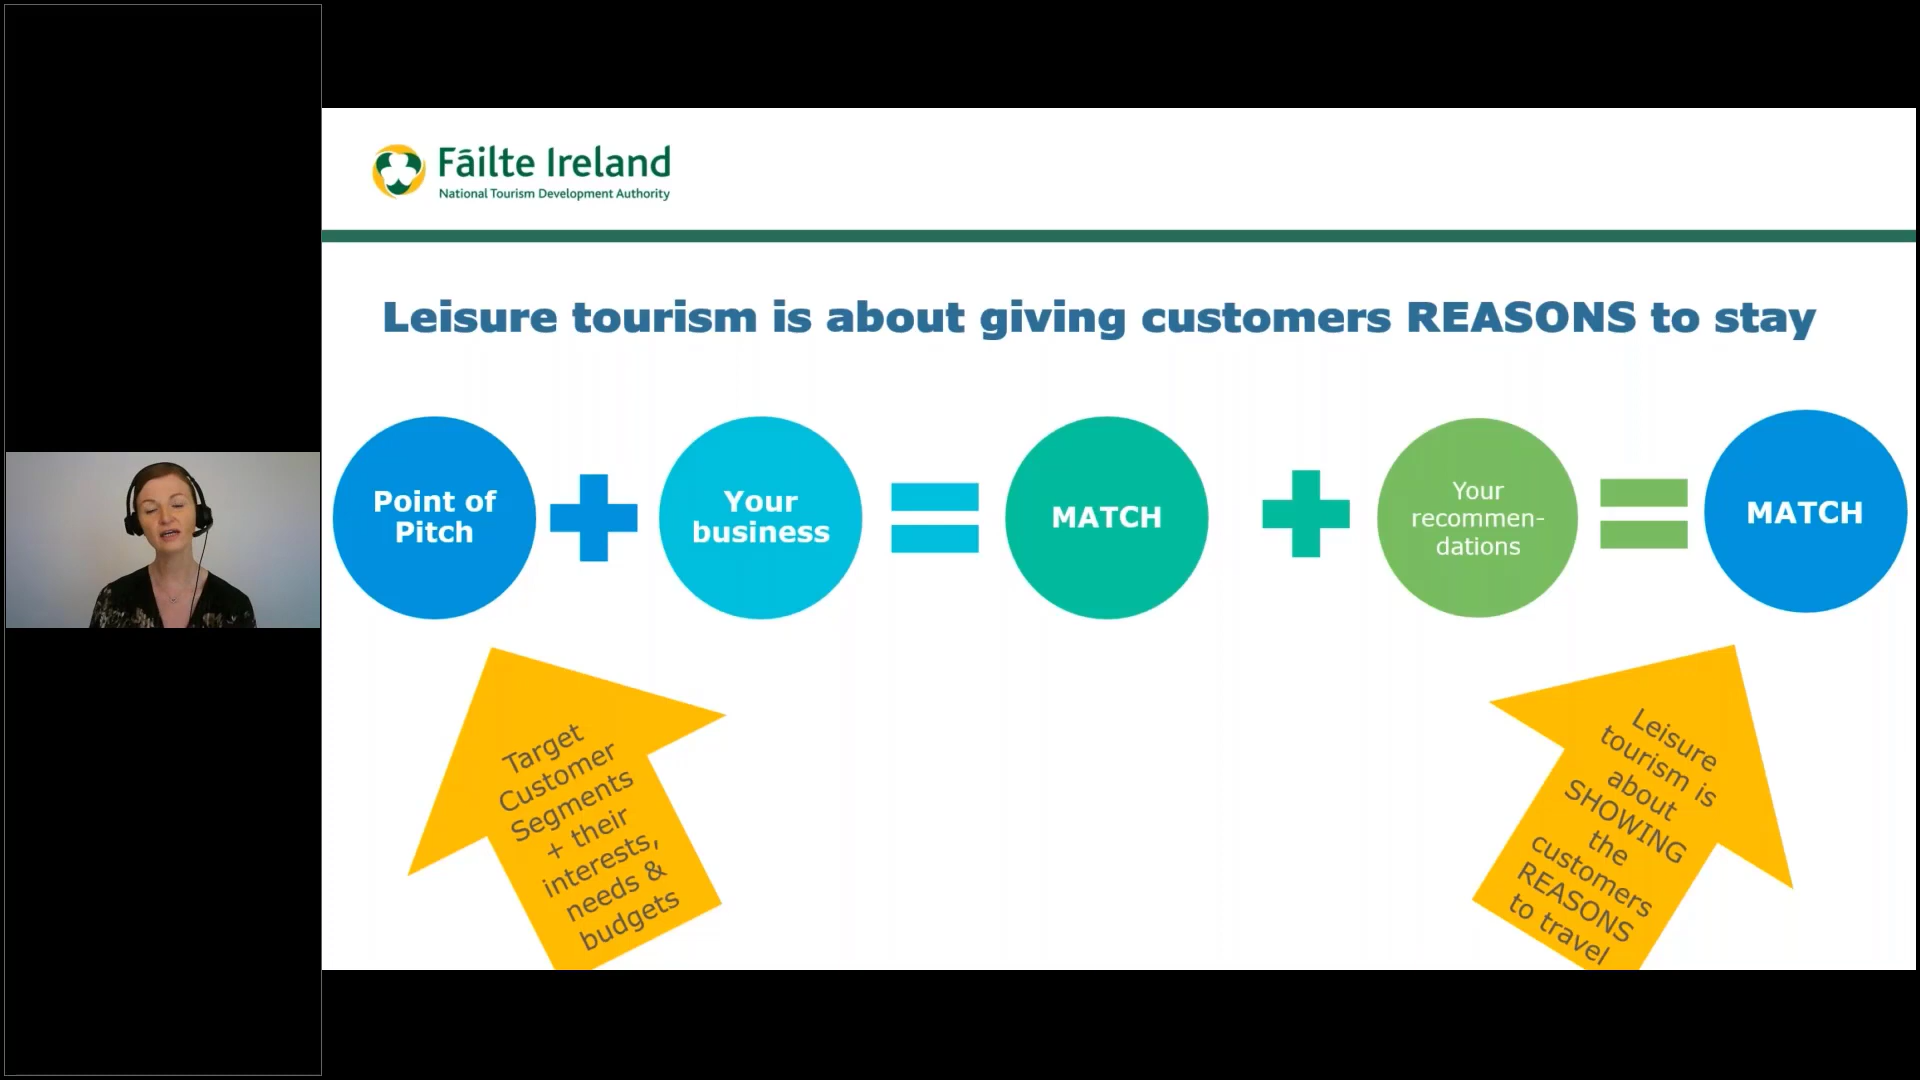 Fáilte Ireland
National Tourism Development Authority
Leisure tourism is about giving customers REASONS to stay
Point of
Pitch
Your
business
MATCH
Your
recommen-
dations
MATCH
Target
Customer
Segments
+ their
interests,
needs &
budgets
Leisure
tourism is
about
SHOWING
the
customers
REASONS
to travel